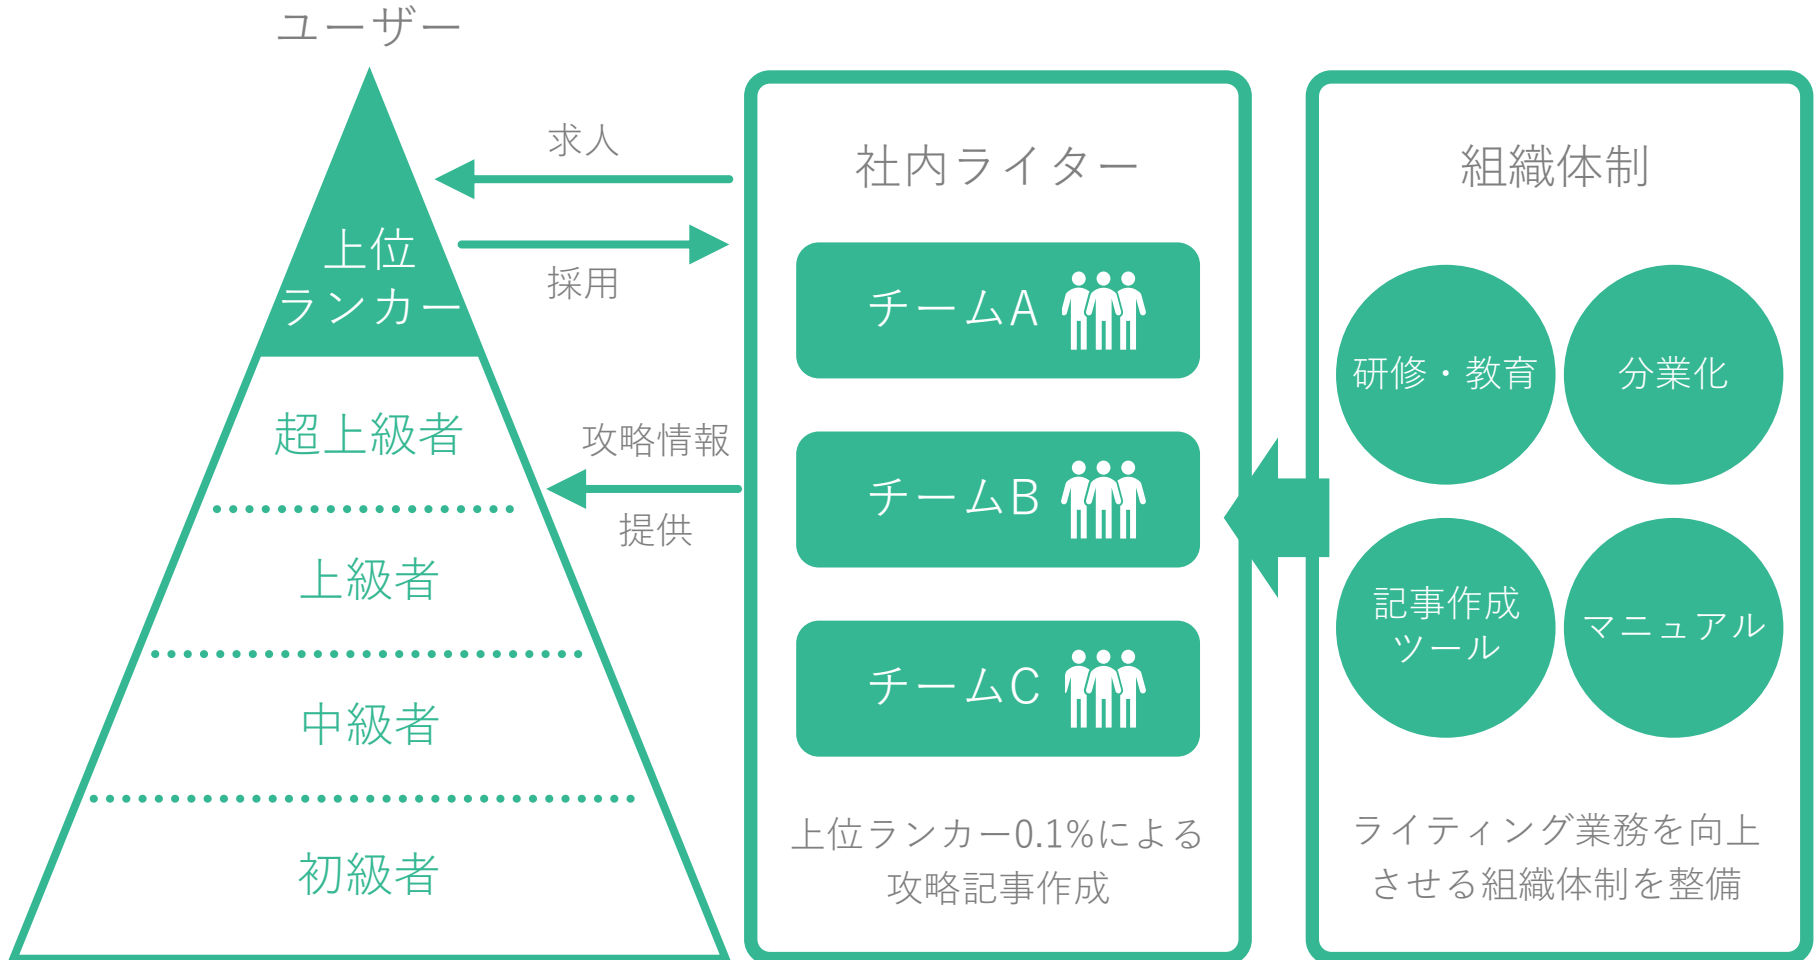 ユーザー
上位
ランカー
超上級者
上級者
中級者
初級者
求人
採用
攻略情報
提供
社内ライター
チームA
チームB
チームC
上位ランカー0.1%による
攻略記事作成
組織体制
研修・教育
分業化
記事作成
ツール
マニュアル
ライティング業務を向上
させる組織体制を整備